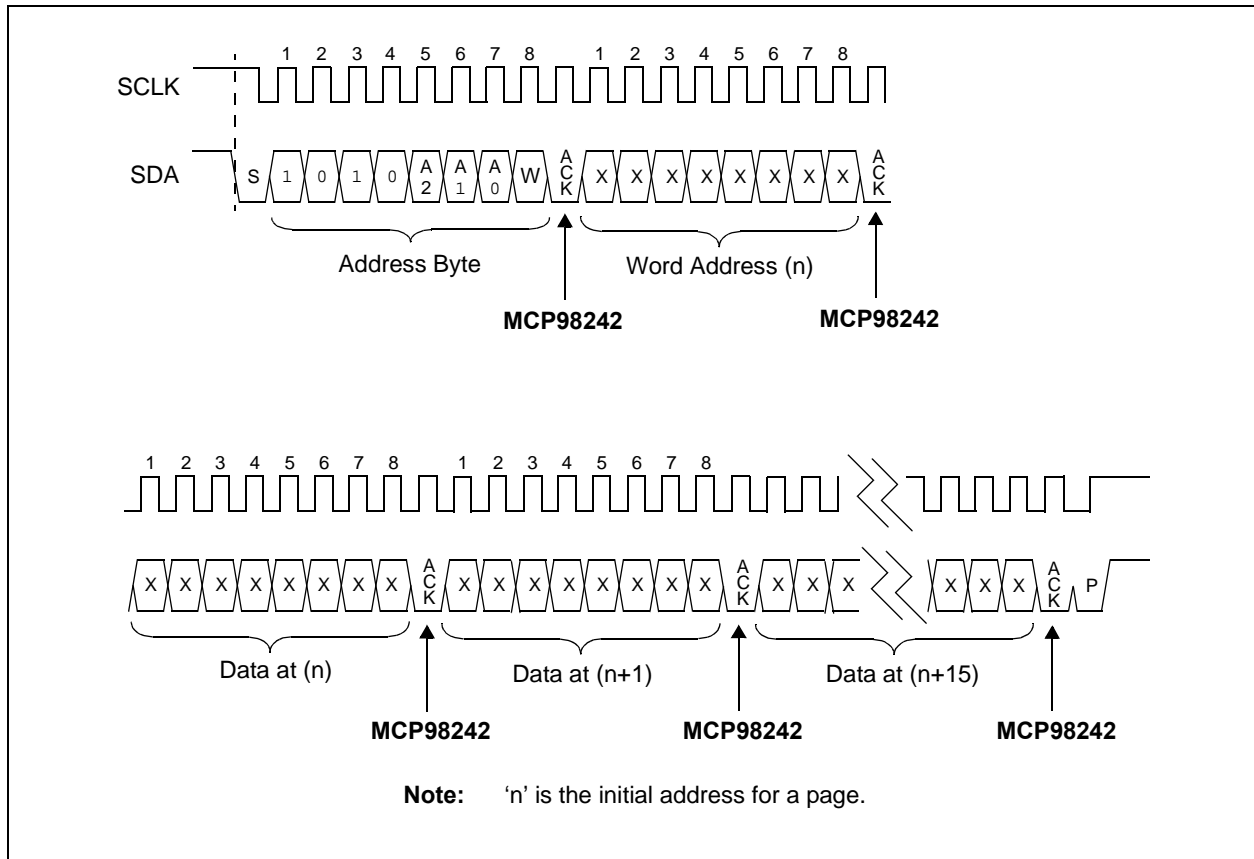 1 2 3 4 5 6 7 8 1 2 3 4 5 6 7 8
SCLK
SDA S 1 0 1 0 A2 A1 A0 W ACK X X X X X X X X ACK
Address Byte Word Address (n)
MCP98242 MCP98242
1 2 3 4 5 6 7 8 1 2 3 4 5 6 7 8
X X X X X X X X ACK X X X X X X X X ACK X X X X X X ACK P
Data at (n) Data at (n+1) Data at (n+15)
MCP98242 MCP98242 MCP98242
Note: ‘n’ is the initial address for a page.